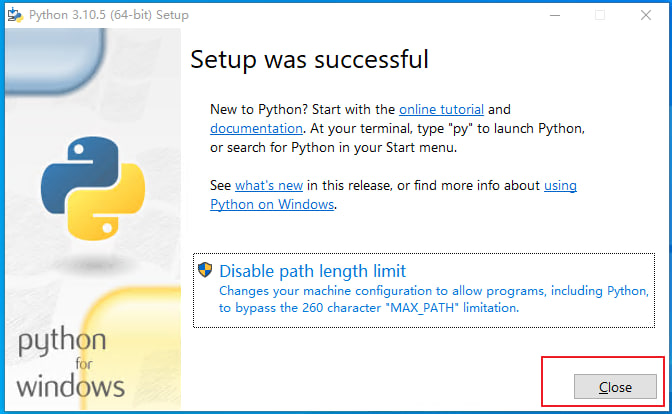 Python 3.10.5 (64-bit) Setup
Setup was successful
New to Python? Start with the online tutorial and
documentation. At your terminal, type "py" to launch Python,
or search for Python in your Start menu.
See what's new in this release, or find more info about using
Python on Windows.
Disable path length limit
Changes your machine configuration to allow programs, including Python,
to bypass the 260 character "MAX_PATH" limitation.
python
for
windows
Close